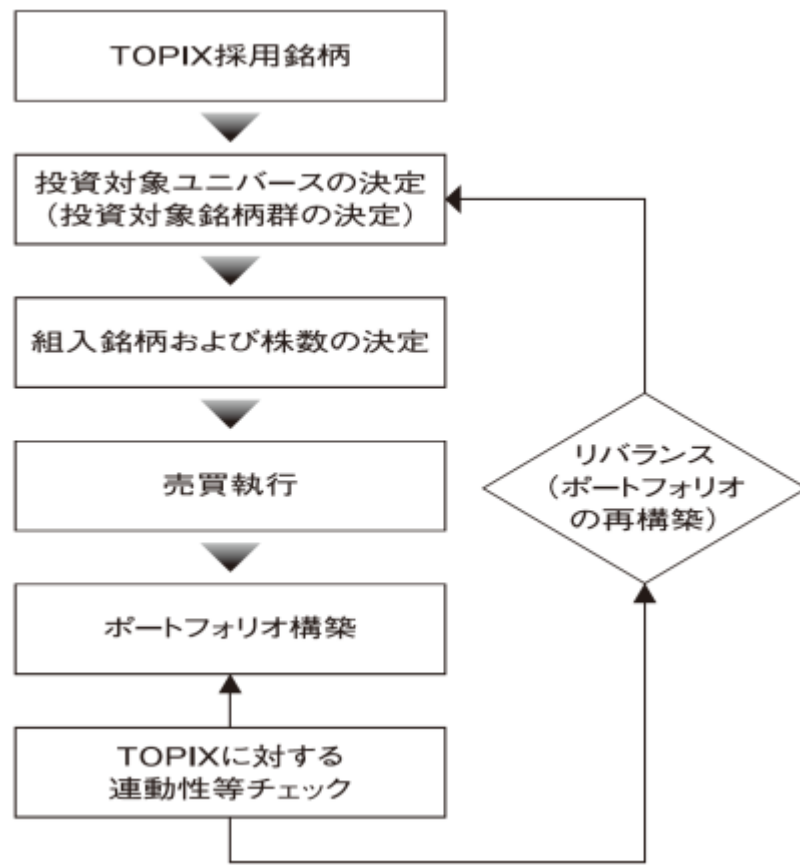 TOPIX採用銘柄
投資対象ユニバースの決定
（投資対象銘柄群の決定）
組入銘柄および株数の決定
売買執行
ポートフォリオ構築
TOPIXに対する
連動性等チェック
リバランス
（ポートフォリオ
の再構築）